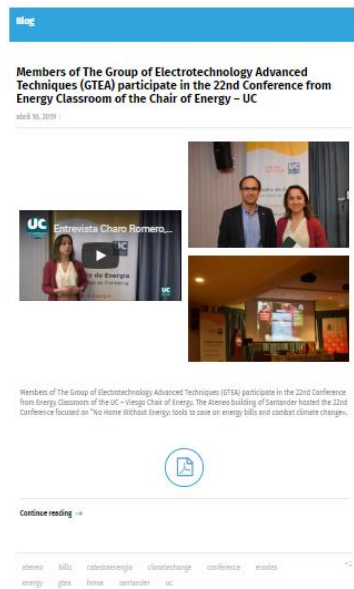 Blog
Members of The Group of Electrotechnology Advanced
Techniques (GTEA) participate in the 22nd Conference from
Energy Classroom of the Chair of Energy – UC
abril 10, 2019
UC
Entrevista Charo Romero,...
Members of The Group of Electrotechnology Advanced Techniques (GTEA) participate in the 22nd Conference
from Energy Classroom of the UC – Viesgo Chair of Energy. The Ateneo building of Santander hosted the 22nd
Conference focused on "No Home Without Energy: tools to save on energy bills and combat climate change».
Continue reading →
ateneo bills catedraenergia climatechange conference ecories
energy gtea home santander uc